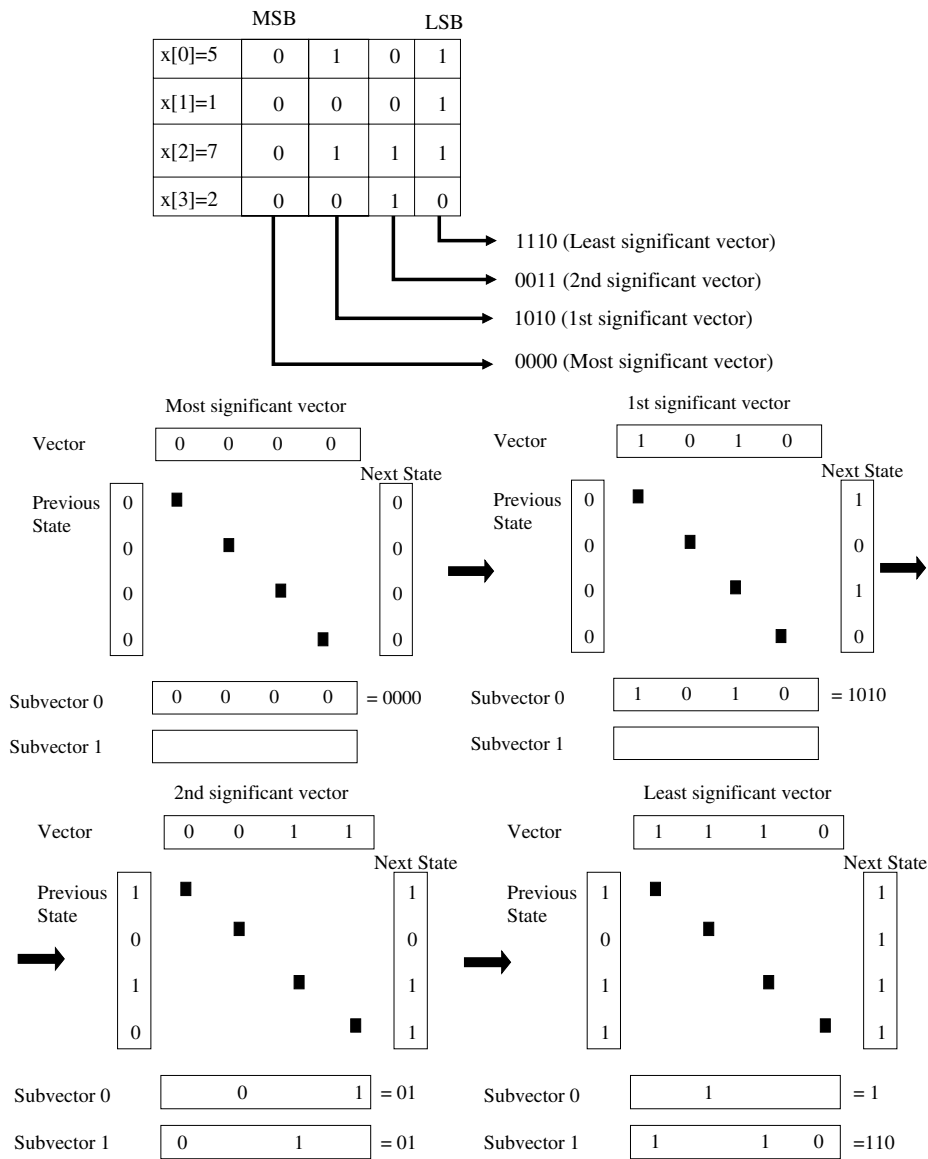 MSB LSB
x[0]=5 0 1 0 1
x[1]=1 0 0 0 1
x[2]=7 0 1 1 1
x[3]=2 0 0 1 0
1110 (Least significant vector)
0011 (2nd significant vector)
1010 (1st significant vector)
0000 (Most significant vector)
Most significant vector
Vector 0 0 0 0
Next State
Previous State
0 0
0 0
0 0
0 0
Subvector 0 0 0 0 0 = 0000
Subvector 1
1st significant vector
Vector 1 0 1 0
Next State
Previous State
0 1
0 0
0 1
0 0
Subvector 0 1 0 1 0 = 1010
Subvector 1
2nd significant vector
Vector 0 0 1 1
Next State
Previous State
1 1
0 0
1 1
0 1
Subvector 0 0 1 = 01
Subvector 1 0 1 = 01
Least significant vector
Vector 1 1 1 0
Next State
Previous State
1 1
0 1
1 1
1 1
Subvector 0 1 = 1
Subvector 1 1 1 0 =110